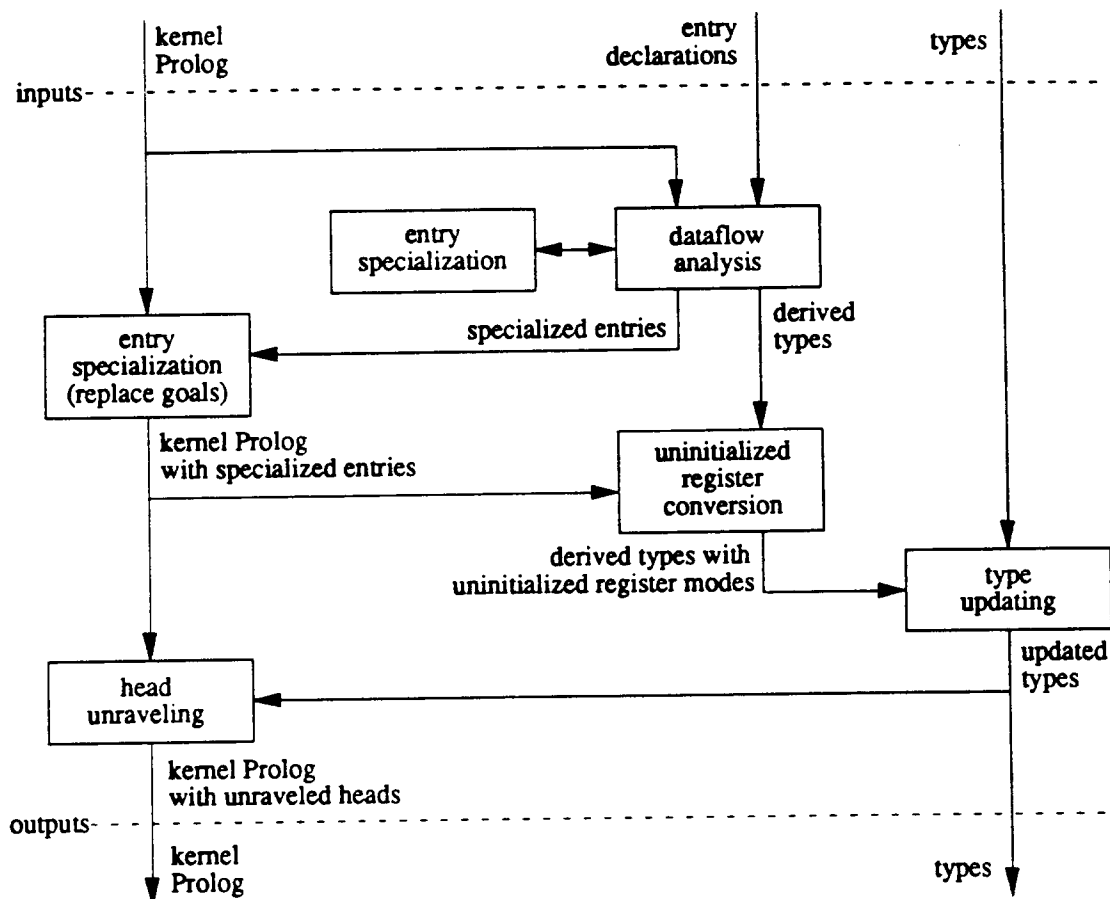 kernel
Prolog
entry
declarations
types
inputs
entry
specialization
dataflow
analysis
specialized entries
derived
types
entry
specialization
(replace goals)
kernel Prolog
with specialized entries
uninitialized
register
conversion
derived types with
uninitialized register modes
type
updating
updated
types
head
unraveling
kernel Prolog
with unraveled heads
outputs
kernel
Prolog
types